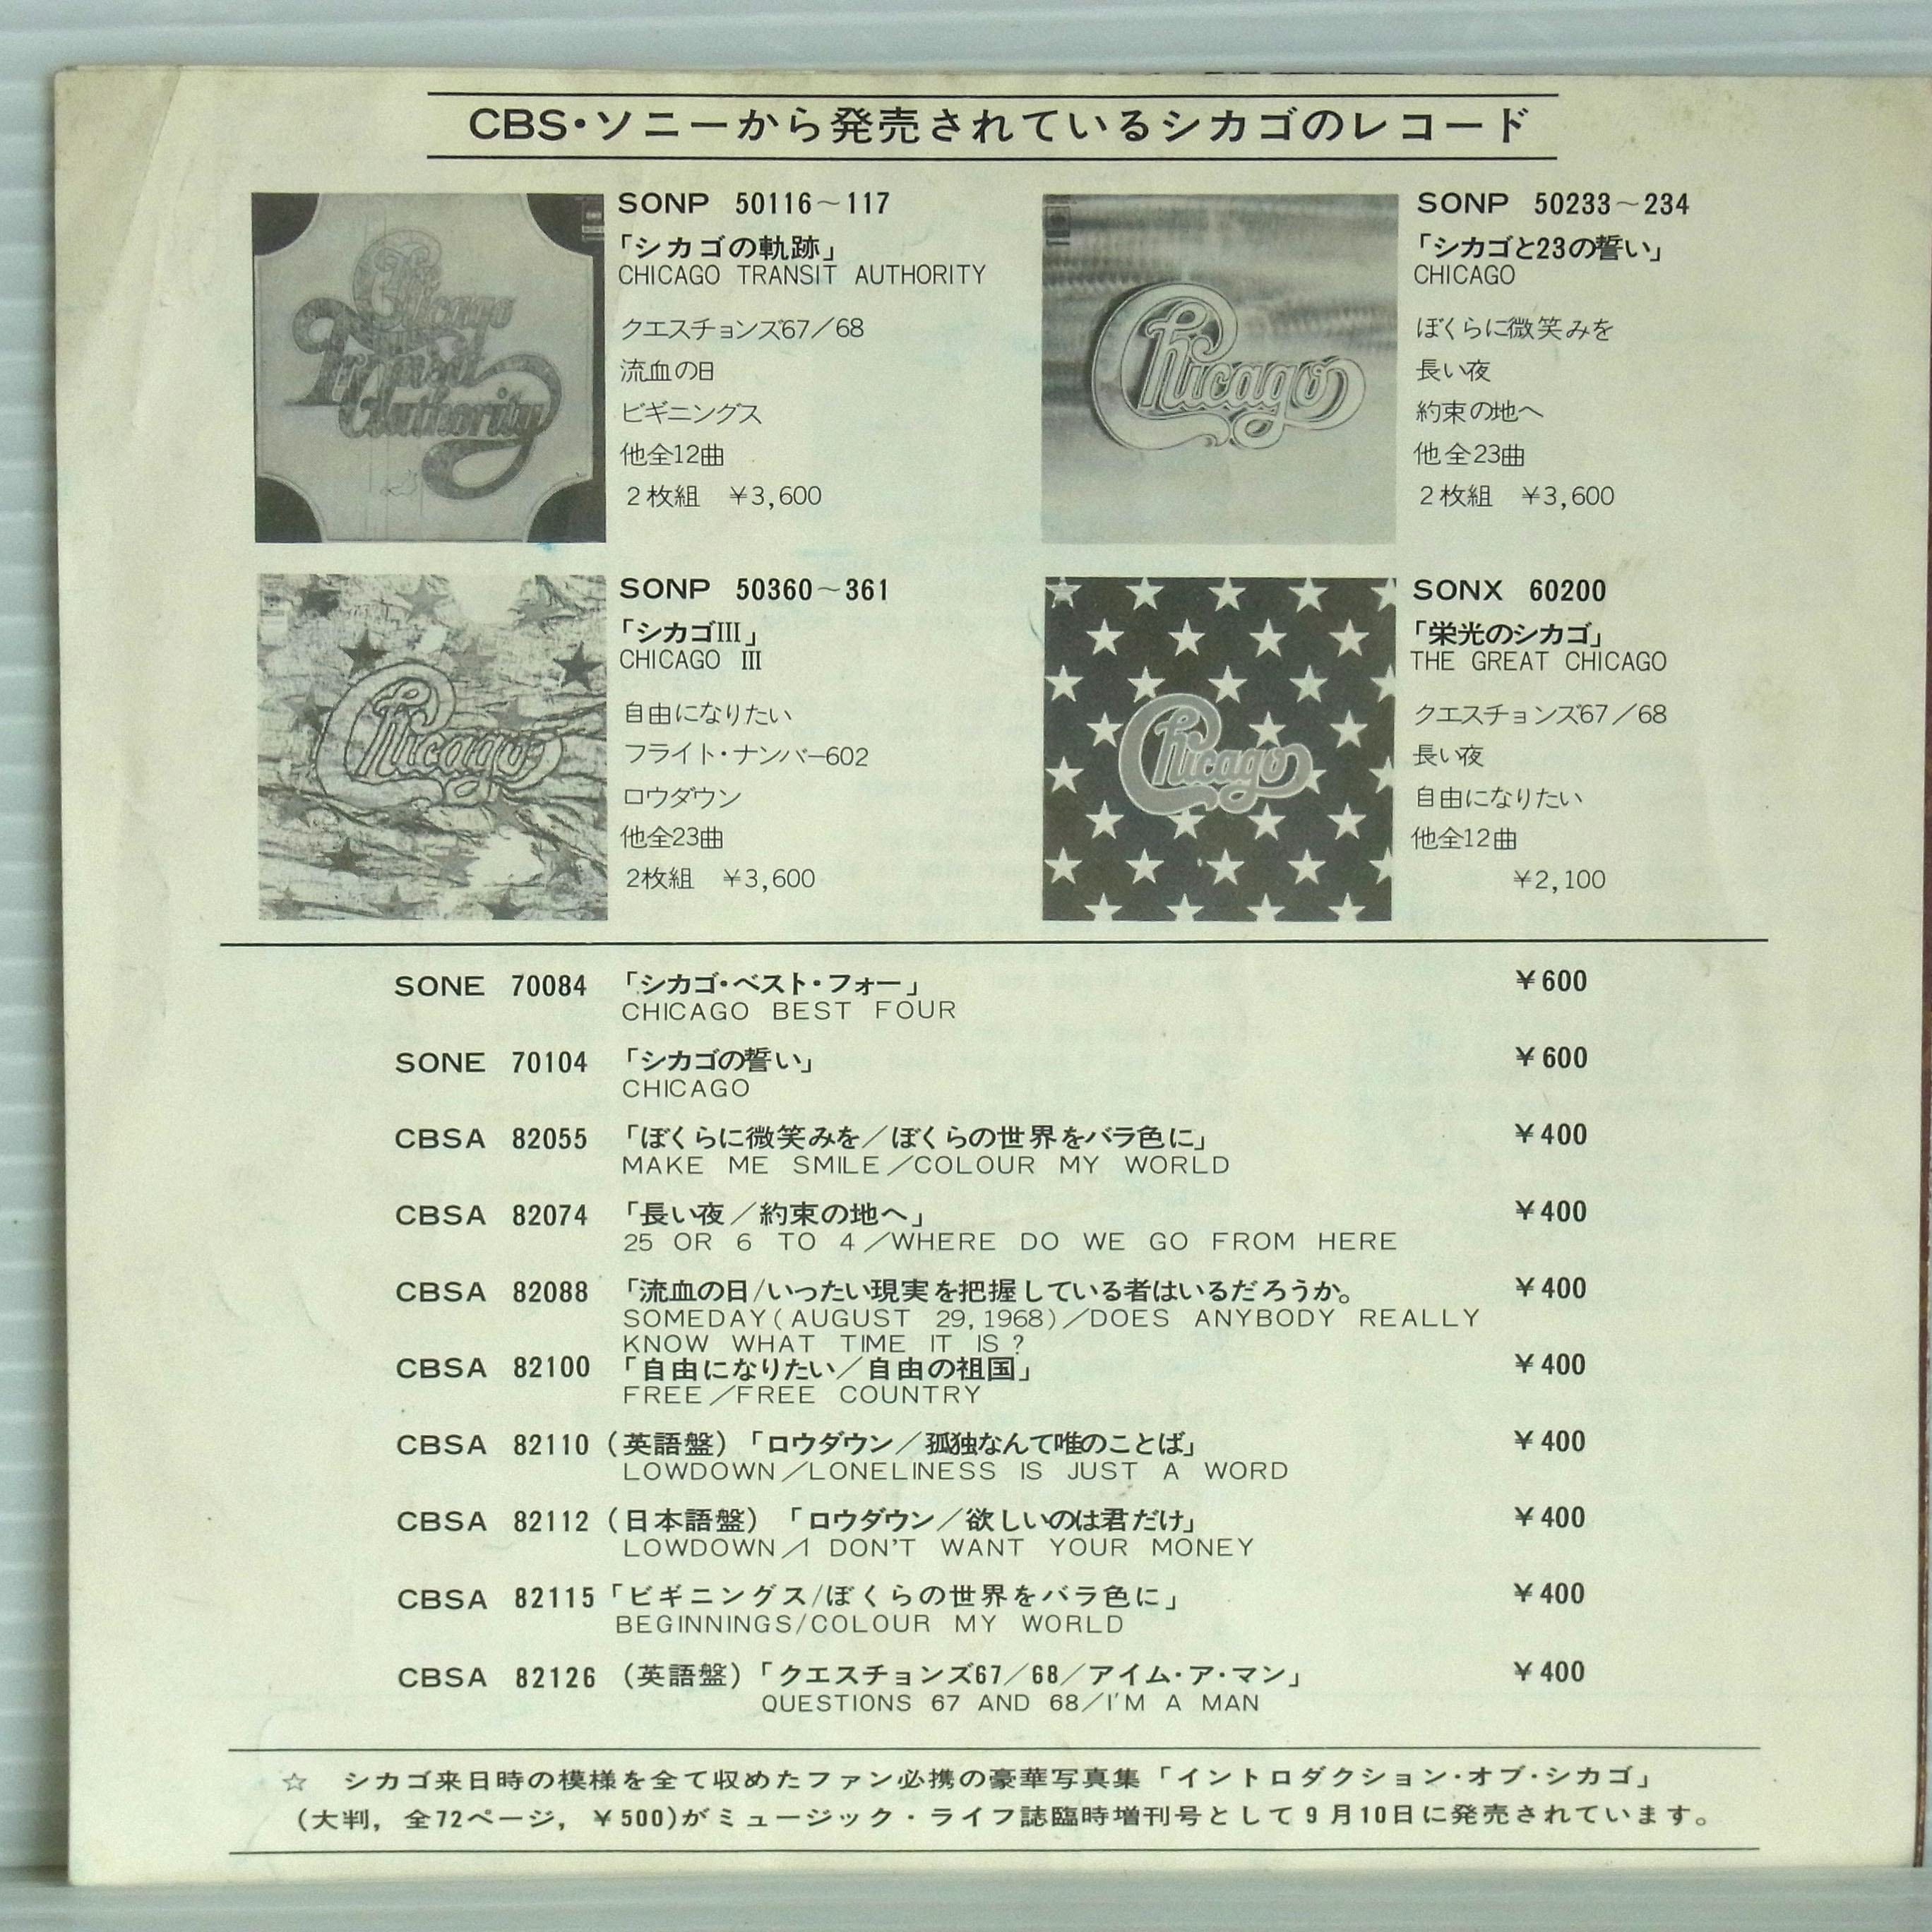 CBS・ソニーから発売されているシカゴのレコード
Chicago
Transit
Authority
SONP 50116～117
「シカゴの軌跡」
CHICAGO TRANSIT AUTHORITY
クエスチョンズ67／68
流血の日
ビギニングス
他全12曲
2枚組 ¥3,600
Chicago
SONP 50233～234
「シカゴと23の誓い」
CHICAGO
ぼくらに微笑みを
長い夜
約束の地へ
他全23曲
2枚組 ¥3,600
Chicago
SONP 50360～361
「シカゴIII」
CHICAGO III
自由になりたい
フライト・ナンバー602
ロウダウン
他全23曲
2枚組 ¥3,600
Chicago
SONX 60200
「栄光のシカゴ」
THE GREAT CHICAGO
クエスチョンズ67／68
長い夜
自由になりたい
他全12曲
¥2,100
SONE 70084 「シカゴ・ベスト・フォー」 ¥600
CHICAGO BEST FOUR
SONE 70104 「シカゴの誓い」 ¥600
CHICAGO
CBSA 82055 「ぼくらに微笑みを／ぼくらの世界をバラ色に」 ¥400
MAKE ME SMILE／COLOUR MY WORLD
CBSA 82074 「長い夜／約束の地へ」 ¥400
25 OR 6 TO 4／WHERE DO WE GO FROM HERE
CBSA 82088 「流血の日/いったい現実を把握している者はいるだろうか。 ¥400
SOMEDAY(AUGUST 29,1968)／DOES ANYBODY REALLY
KNOW WHAT TIME IT IS?
CBSA 82100 「自由になりたい／自由の祖国」 ¥400
FREE／FREE COUNTRY
CBSA 82110（英語盤）「ロウダウン／孤独なんて唯のことば」 ¥400
LOWDOWN／LONELINESS IS JUST A WORD
CBSA 82112（日本語盤）「ロウダウン／欲しいのは君だけ」 ¥400
LOWDOWN／I DON'T WANT YOUR MONEY
CBSA 82115「ビギニングス/ぼくらの世界をバラ色に」 ¥400
BEGINNINGS/COLOUR MY WORLD
CBSA 82126（英語盤）「クエスチョンズ67／68／アイム・ア・マン」 ¥400
QUESTIONS 67 AND 68／I'M A MAN
☆ シカゴ来日時の模様を全て収めたファン必携の豪華写真集「イントロダクション・オブ・シカゴ」
(大判, 全72ページ, ¥500)がミュージック・ライフ誌臨時増刊号として9月10日に発売されています。